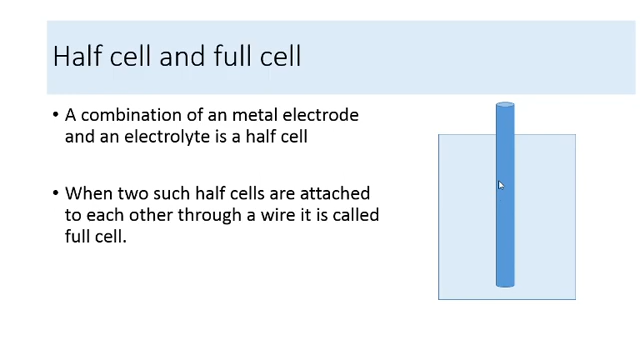 Half cell and full cell
• A combination of an metal electrode
and an electrolyte is a half cell
• When two such half cells are attached
to each other through a wire it is called
full cell.